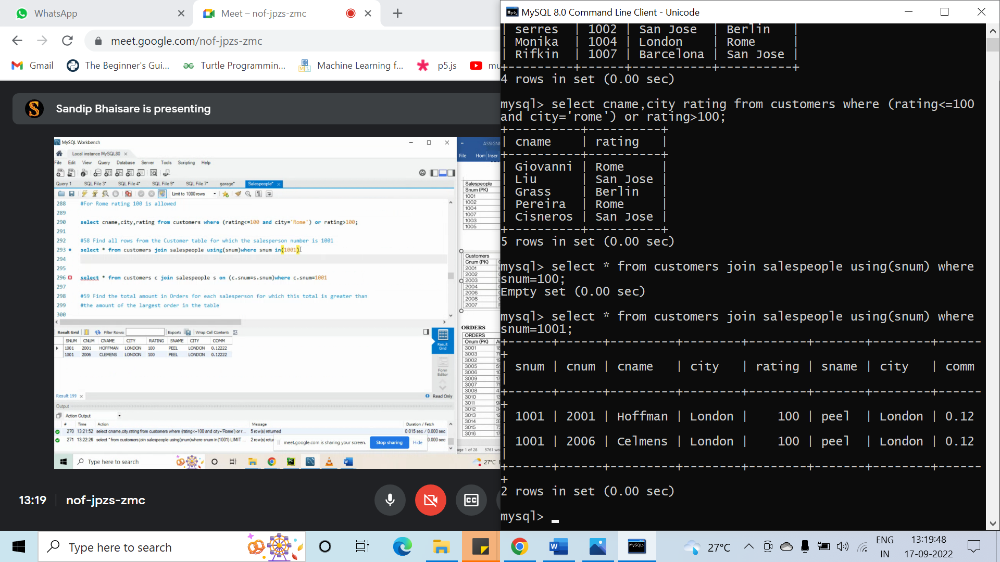 WhatsApp
Meet – nof-jpzs-zmc
meet.google.com/nof-jpzs-zmc
Gmail
The Beginner's Gui...
Turtle Programmin...
Machine Learning f...
p5.js
mu
Sandip Bhaisare is presenting
MySQL Workbench
Local instance MySQL80
File Edit View Query Database Server Tools Scripting Help
Query 1 SQL File 3* SQL File 4* SQL File 9* SQL File 7* garage* Salespeople*
Limit to 1000 rows
288 #For Rome rating 100 is allowed
289
290 select cname,city,rating from customers where (rating<=100 and city='Rome') or rating>100;
291
292 #58 Find all rows from the Customer table for which the salesperson number is 1001
293 select * from customers join salespeople using(snum)where snum in(1001)
294
295
296 select * from customers c join salespeople s on (c.snum=s.snum)where c.snum=1001
297
298 #59 Find the total amount in Orders for each salesperson for which this total is greater than
299 #the amount of the largest order in the table
300
Result Grid Filter Rows: Export: Wrap Cell Content:
SNUM CNUM CNAME CITY RATING SNAME CITY COMM
1001 2001 HOFFMAN LONDON 100 PEEL LONDON 0.12222
1001 2006 CLEMENS LONDON 100 PEEL LONDON 0.12222
Result Grid
Form Editor
Result 199
Read Only
Output
Action Output
# Time Action Message Duration / Fetch
270 13:21:52 select cname,city,rating from customers where (rating<=100 and city='Rome') or r... 5 row(s) returned 0.015 sec / 0.000 sec
271 13:22:26 select * from customers join salespeople using(snum)where snum in(1001) LIMIT ... 2 row(s) retu 0.000 sec
meet.google.com is sharing your screen. Stop sharing Hide
Type here to search
27°C
ASSIGN
File Hom Inser
Salespeople
Snum (PK)
1001
1002
1004
1007
1003
1005
Customers
Cnum (PK)
2001
2002
2003
2004
2006
2008
2007
ORDERS
ORDERS
Onum (PK)
3001
3003
3002
3005
3006
3009
3007
3008
3010
3011
3012
3013
3014
3015
3016
age 1 of 28 5761 wo
13:19 nof-jpzs-zmc
MySQL 8.0 Command Line Client - Unicode
| serres | 1002 | San Jose | Berlin |
| Monika | 1004 | London | Rome |
| Rifkin | 1007 | Barcelona | San Jose |
+---------+------+-----------+----------+
4 rows in set (0.00 sec)
mysql> select cname,city rating from customers where (rating<=100
and city='rome') or rating>100;
+----------+----------+
| cname | rating |
+----------+----------+
| Giovanni | Rome |
| Liu | San Jose |
| Grass | Berlin |
| Pereira | Rome |
| Cisneros | San Jose |
+----------+----------+
5 rows in set (0.00 sec)
mysql> select * from customers join salespeople using(snum) where
snum=100;
Empty set (0.00 sec)
mysql> select * from customers join salespeople using(snum) where
snum=1001;
+------+------+---------+--------+--------+-------+--------+------
+
| snum | cnum | cname | city | rating | sname | city | comm
|
+------+------+---------+--------+--------+-------+--------+------
+
| 1001 | 2001 | Hoffman | London | 100 | peel | London | 0.12
|
| 1001 | 2006 | Celmens | London | 100 | peel | London | 0.12
|
+------+------+---------+--------+--------+-------+--------+------
+
2 rows in set (0.00 sec)
mysql> _
Type here to search
27°C
ENG
IN
13:19:48
17-09-2022